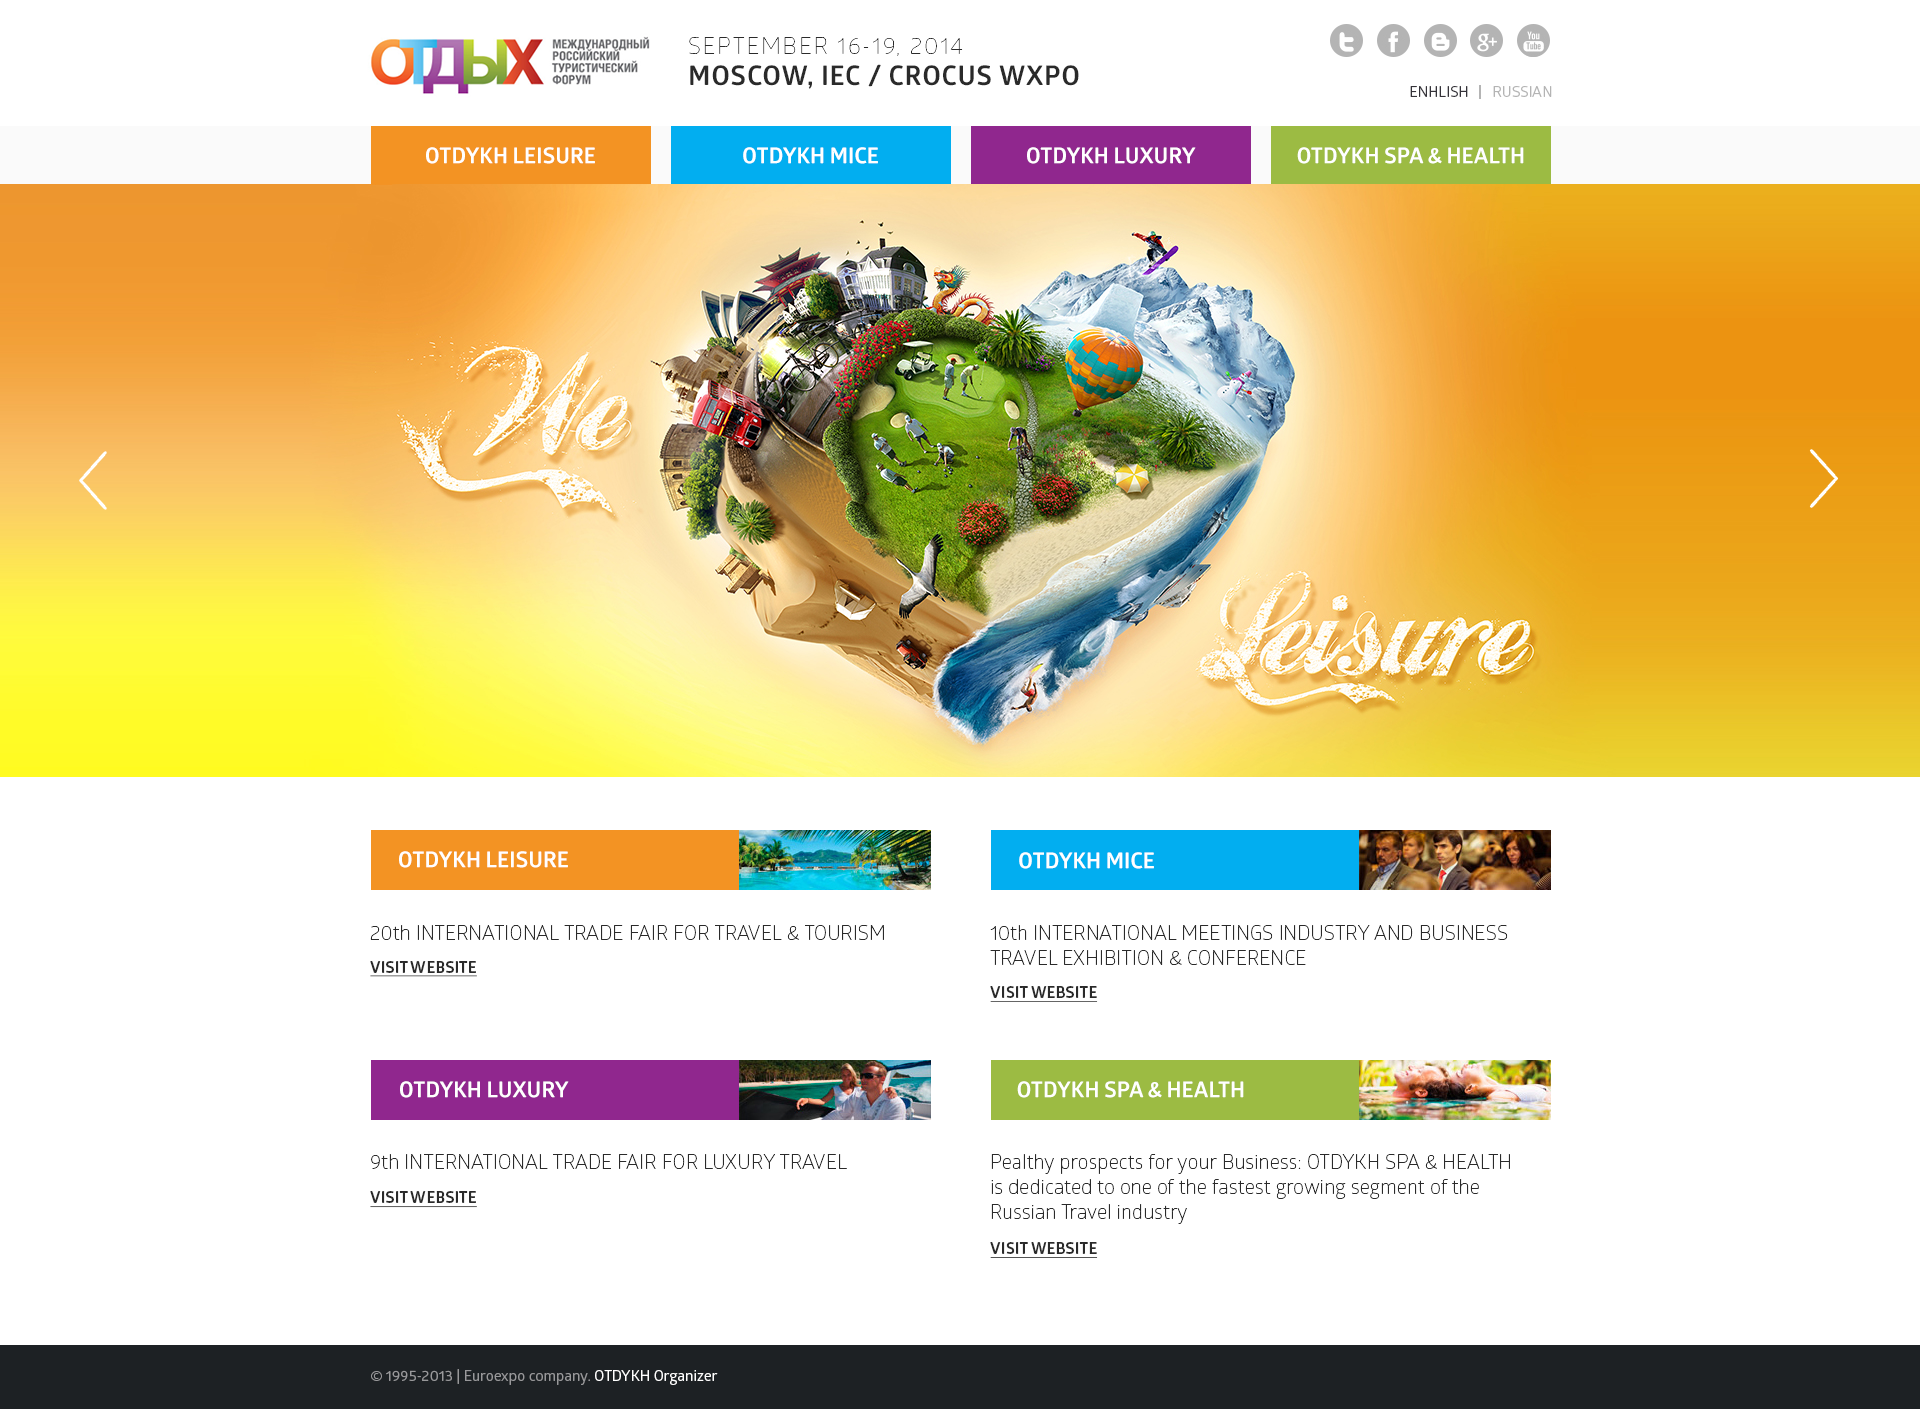 ОТДЫХ
МЕЖДУНАРОДНЫЙ
РОССИЙСКИЙ
ТУРИСТИЧЕСКИЙ
ФОРУМ
SEPTEMBER 16-19, 2014
MOSCOW, IEC / CROCUS WXPO
You
Tube
ENHLISH | RUSSIAN
OTDYKH LEISURE
OTDYKH MICE
OTDYKH LUXURY
OTDYKH SPA & HEALTH
We
Leisure
OTDYKH LEISURE
20th INTERNATIONAL TRADE FAIR FOR TRAVEL & TOURISM
VISIT WEBSITE
OTDYKH MICE
10th INTERNATIONAL MEETINGS INDUSTRY AND BUSINESS
TRAVEL EXHIBITION & CONFERENCE
VISIT WEBSITE
OTDYKH LUXURY
9th INTERNATIONAL TRADE FAIR FOR LUXURY TRAVEL
VISIT WEBSITE
OTDYKH SPA & HEALTH
Pealthy prospects for your Business: OTDYKH SPA & HEALTH
is dedicated to one of the fastest growing segment of the
Russian Travel industry
VISIT WEBSITE
© 1995-2013 | Euroexpo company. OTDYKH Organizer